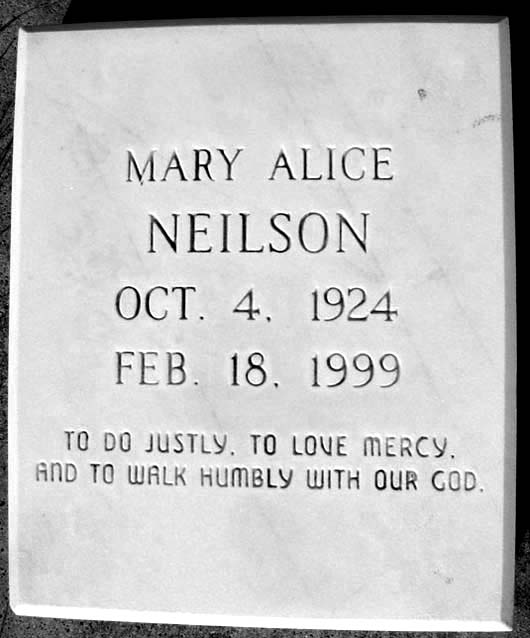 MARY ALICE
NEILSON
OCT. 4, 1924
FEB. 18, 1999
TO DO JUSTLY, TO LOVE MERCY,
AND TO WALK HUMBLY WITH OUR GOD.